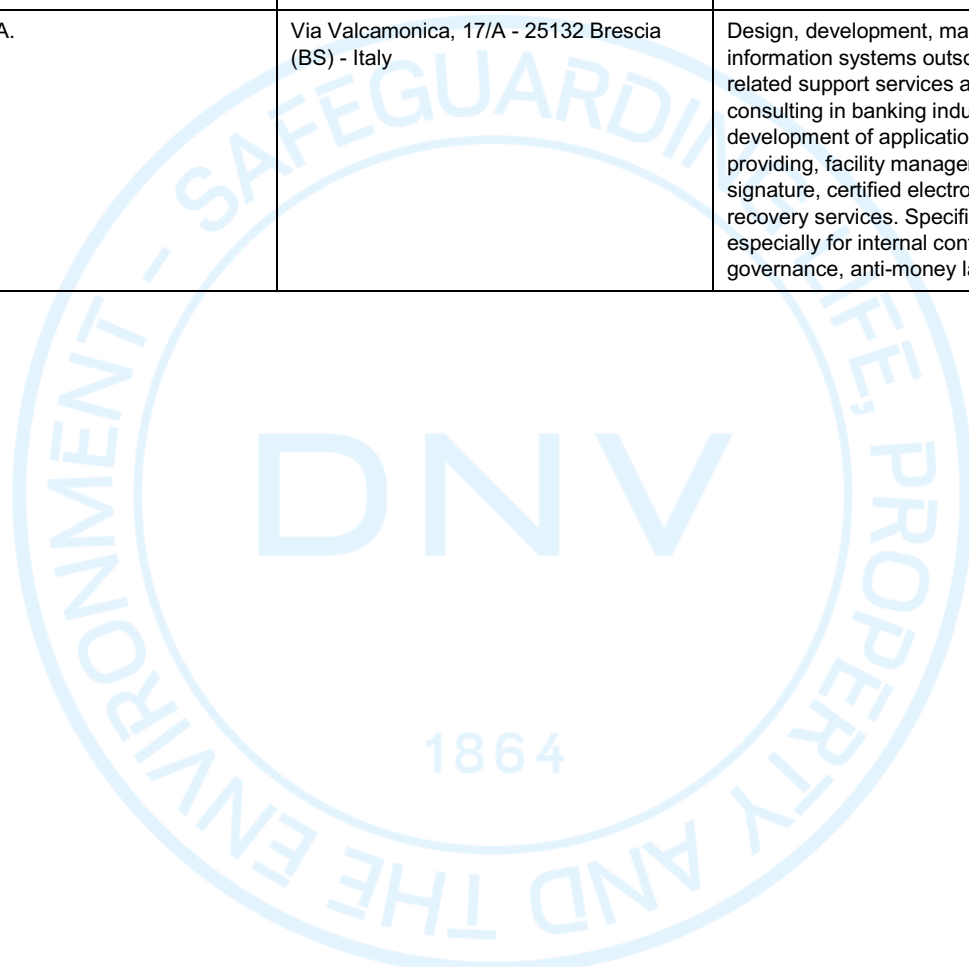 A.
Via Valcamonica, 17/A - 25132 Brescia
(BS) - Italy
Design, development, ma
information systems outso
related support services a
consulting in banking indu
development of applicatio
providing, facility manage
signature, certified electro
recovery services. Specifi
especially for internal con
governance, anti-money la
SAFEGUARDING LIFE, PROPERTY AND THE ENVIRONMENT -
DNV
1864